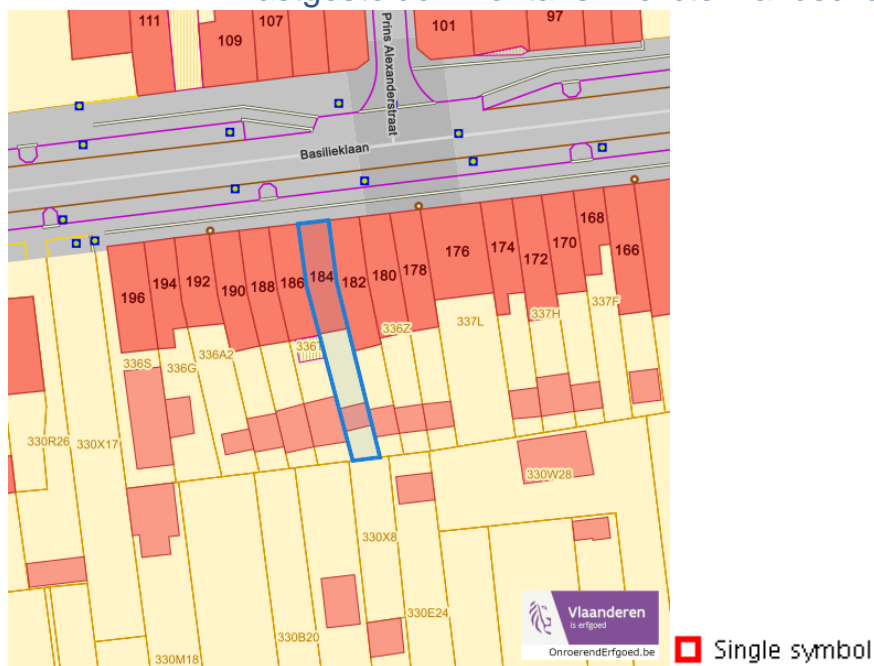 111
109
107
101
97
Prins Alexanderstraat
Basilieklaan
196
194
192
190
188
186
184
182
180
178
176
174
172
170
168
166
336S
336G
336A2
336Z
337L
337H
337F
330R26
330X17
330W28
330X8
330E24
330B20
330M18
Vlaanderen
is erfgoed
OnroerendErfgoed.be
Single symbol